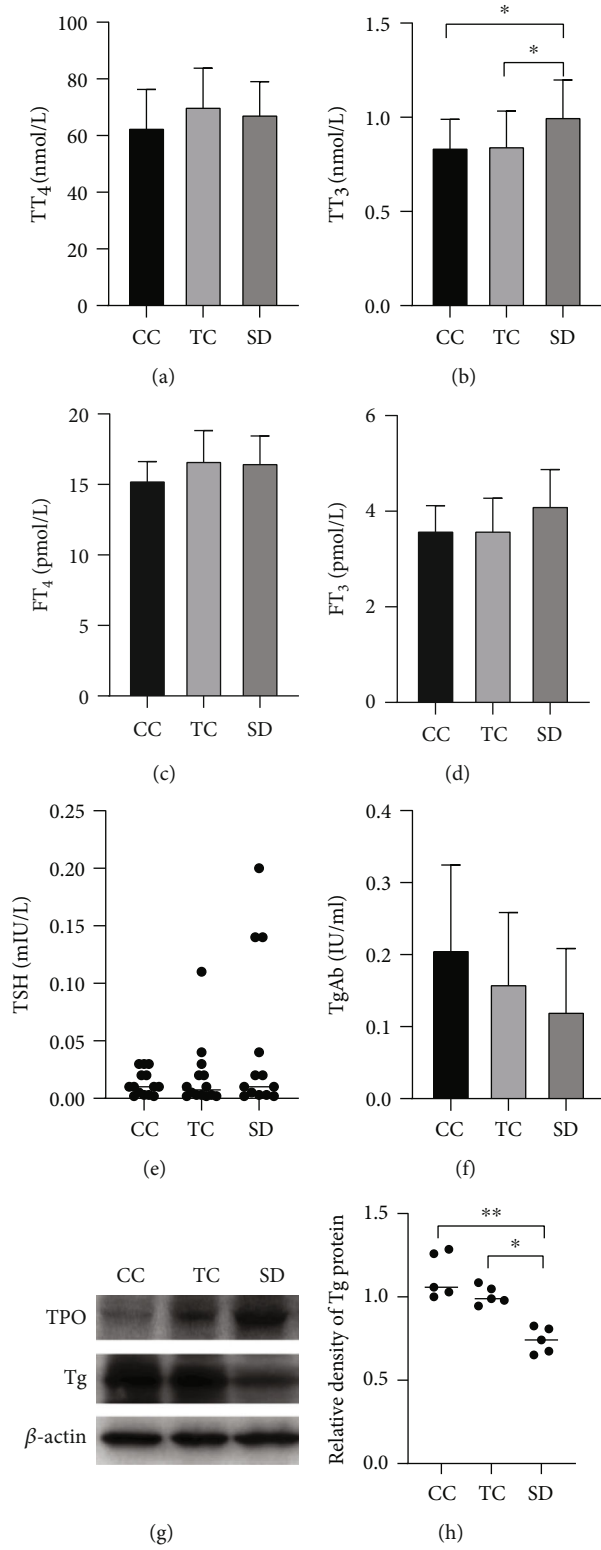 TT4 (nmol/L)
100
80
60
40
20
0
CC TC SD
(a)
TT3 (nmol/L)
1.5
1.0
0.5
0.0
* 
*
CC TC SD
(b)
FT4 (pmol/L)
20
15
10
5
0
CC TC SD
(c)
FT3 (pmol/L)
6
4
2
0
CC TC SD
(d)
TSH (mIU/L)
0.25
0.20
0.15
0.10
0.05
0.00
CC TC SD
(e)
TgAb (IU/ml)
0.4
0.3
0.2
0.1
0.0
CC TC SD
(f)
CC TC SD
TPO
Tg
β-actin
(g)
Relative density of Tg protein
1.5
1.0
0.5
0.0
**
*
CC TC SD
(h)